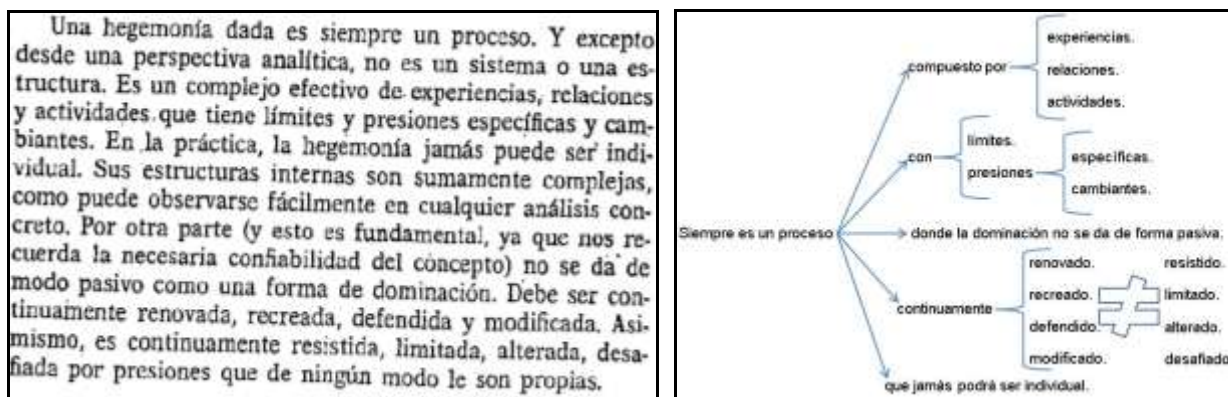 Una hegemonía dada es siempre un proceso. Y excepto
desde una perspectiva analítica, no es un sistema o una es-
tructura. Es un complejo efectivo de experiencias, relaciones
y actividades que tiene límites y presiones específicas y cam-
biantes. En la práctica, la hegemonía jamás puede ser indi-
vidual. Sus estructuras internas son sumamente complejas,
como puede observarse fácilmente en cualquier análisis con-
creto. Por otra parte (y esto es fundamental, ya que nos re-
cuerda la necesaria confiabilidad del concepto) no se da de
modo pasivo como una forma de dominación. Debe ser con-
tinuamente renovada, recreada, defendida y modificada. Asi-
mismo, es continuamente resistida, limitada, alterada, desa-
fiada por presiones que de ningún modo le son propias.
Siempre es un proceso
compuesto por
experiencias.
relaciones.
actividades.
con
límites.
presiones
específicas.
cambiantes.
donde la dominación no se da de forma pasiva.
continuamente
renovado.
recreado.
defendido.
modificado.
≠
resistido.
limitado.
alterado.
desafiado
que jamás podrá ser individual.